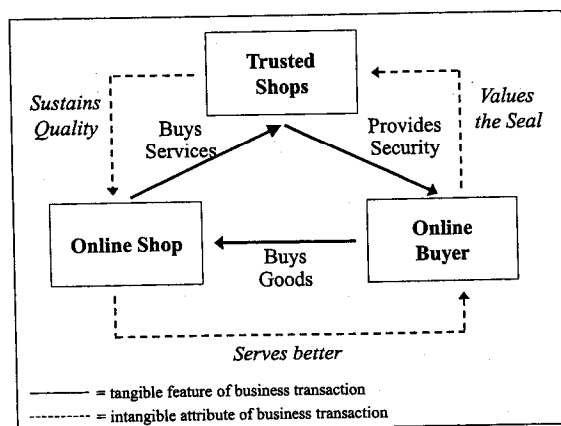 Trusted
Shops
Sustains
Quality
Values
the Seal
Buys
Services
Provides
Security
Online Shop
Online
Buyer
Buys
Goods
Serves better
= tangible feature of business transaction
= intangible attribute of business transaction